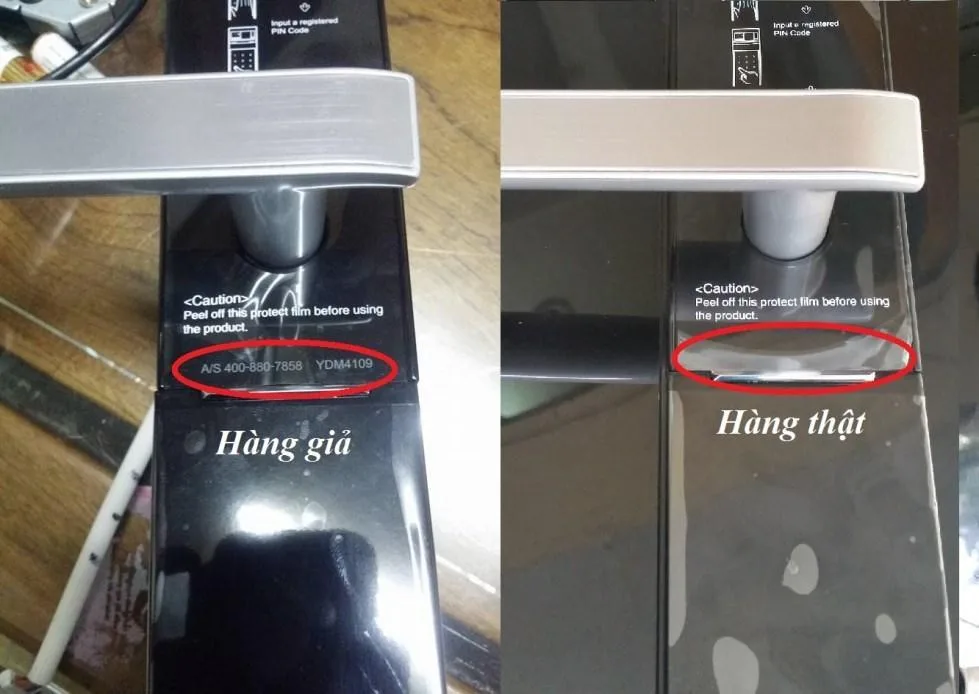 Input a registered
PIN Code
<Caution>
Peel off this protect film before using
the product.
A/S 400-880-7858 YDM4109
Hàng giả
Input a registered
PIN Code
<Caution>
Peel off this protect film before using
the product.
Hàng thật